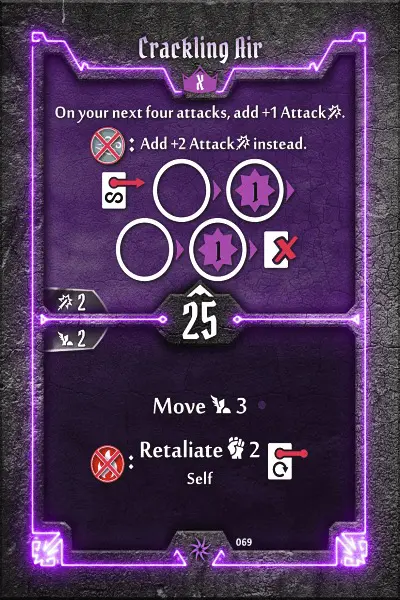 Crackling Air
X
On your next four attacks, add +1 Attack.
: Add +2 Attack instead.
1
1
2
25
2
Move 3
: Retaliate 2
Self
069